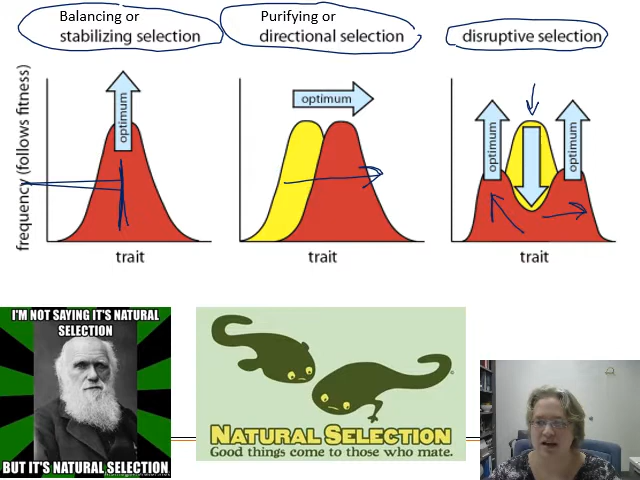 Balancing or
stabilizing selection
Purifying or
directional selection
disruptive selection
frequency (follows fitness)
optimum
optimum
optimum
optimum
trait
trait
trait
I'M NOT SAYING IT'S NATURAL
SELECTION
BUT IT'S NATURAL SELECTION
NATURAL SELECTION
Good things come to those who mate.